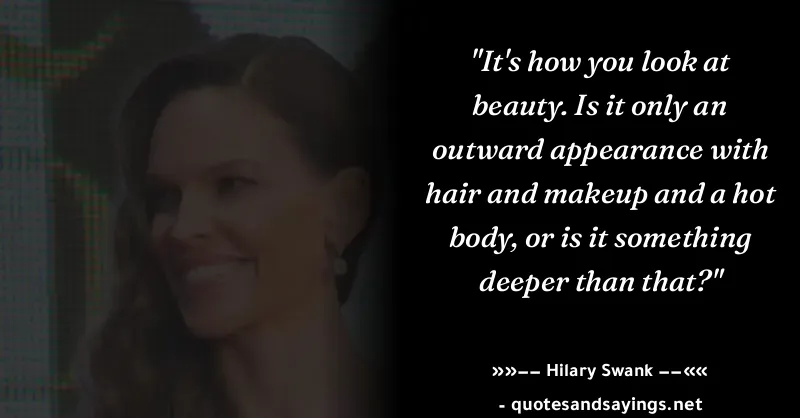 "It's how you look at
beauty. Is it only an
outward appearance with
hair and makeup and a hot
body, or is it something
deeper than that?"
»»−− Hilary Swank −−««
- quotesandsayings.net